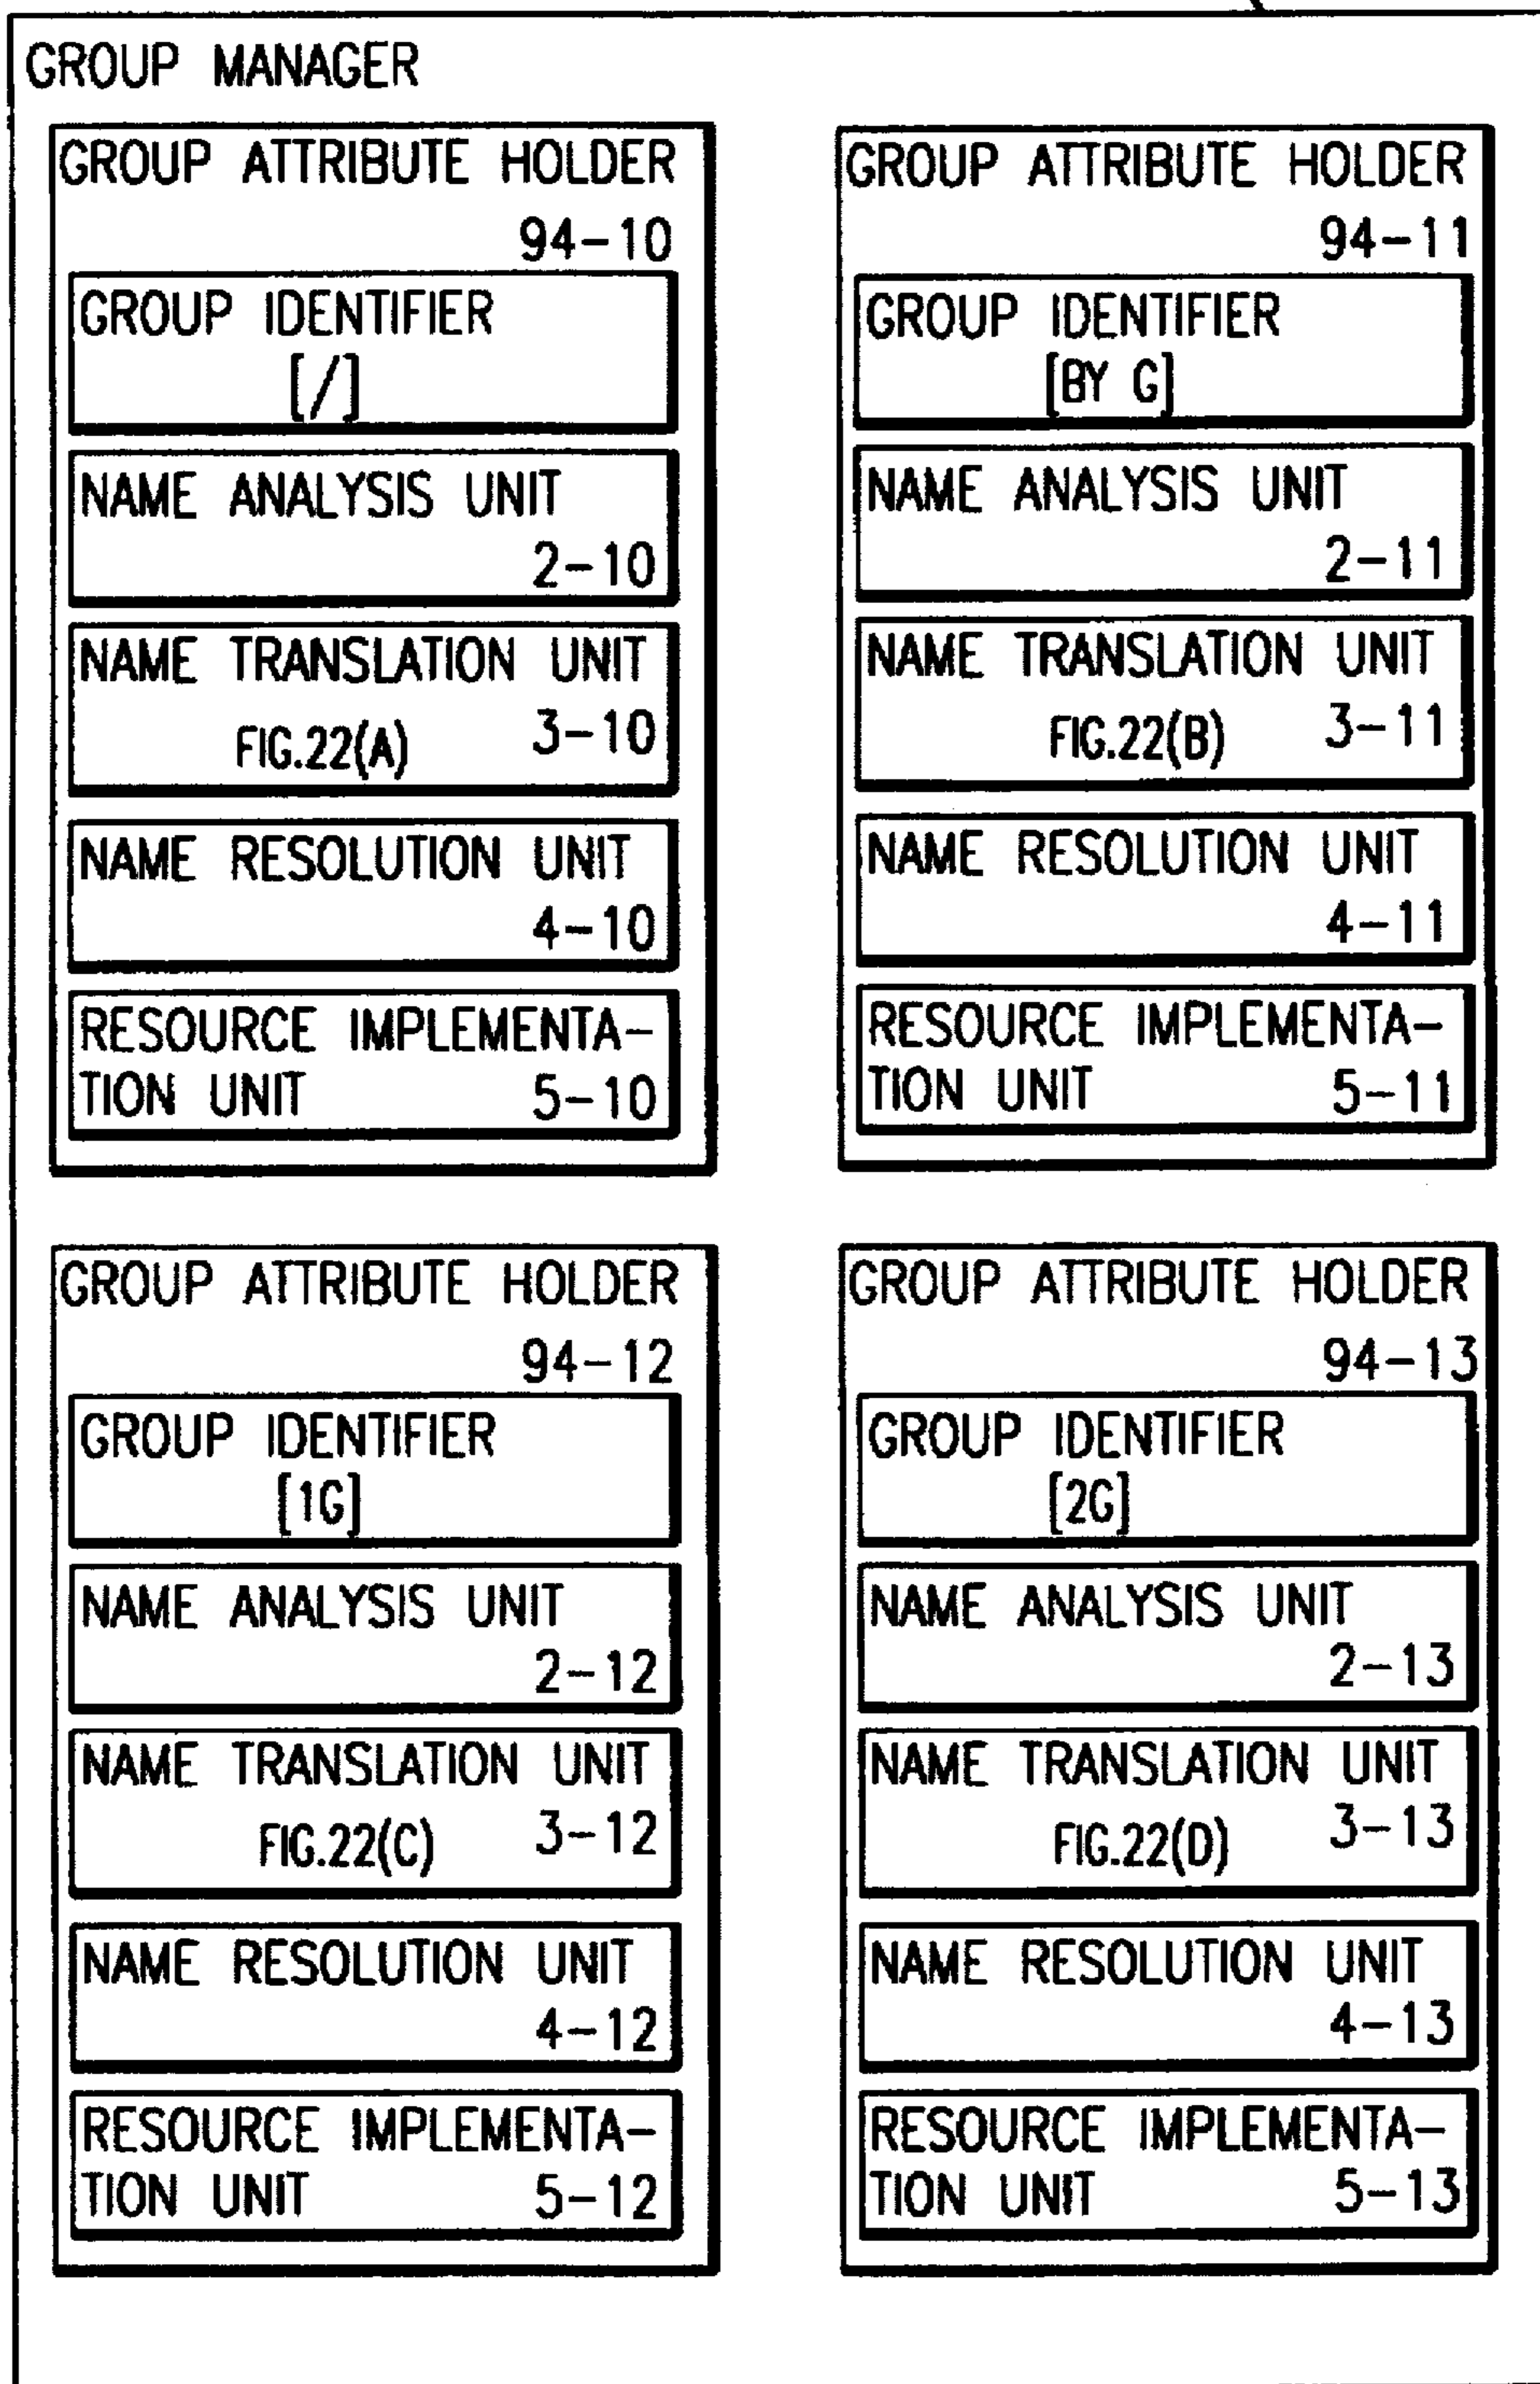 GROUP MANAGER
GROUP ATTRIBUTE HOLDER
94-10
GROUP IDENTIFIER
[/]
NAME ANALYSIS UNIT
2-10
NAME TRANSLATION UNIT
FIG.22(A) 3-10
NAME RESOLUTION UNIT
4-10
RESOURCE IMPLEMENTA-
TION UNIT 5-10
GROUP ATTRIBUTE HOLDER
94-11
GROUP IDENTIFIER
[BY G]
NAME ANALYSIS UNIT
2-11
NAME TRANSLATION UNIT
FIG.22(B) 3-11
NAME RESOLUTION UNIT
4-11
RESOURCE IMPLEMENTA-
TION UNIT 5-11
GROUP ATTRIBUTE HOLDER
94-12
GROUP IDENTIFIER
[1G]
NAME ANALYSIS UNIT
2-12
NAME TRANSLATION UNIT
FIG.22(C) 3-12
NAME RESOLUTION UNIT
4-12
RESOURCE IMPLEMENTA-
TION UNIT 5-12
GROUP ATTRIBUTE HOLDER
94-13
GROUP IDENTIFIER
[2G]
NAME ANALYSIS UNIT
2-13
NAME TRANSLATION UNIT
FIG.22(D) 3-13
NAME RESOLUTION UNIT
4-13
RESOURCE IMPLEMENTA-
TION UNIT 5-13